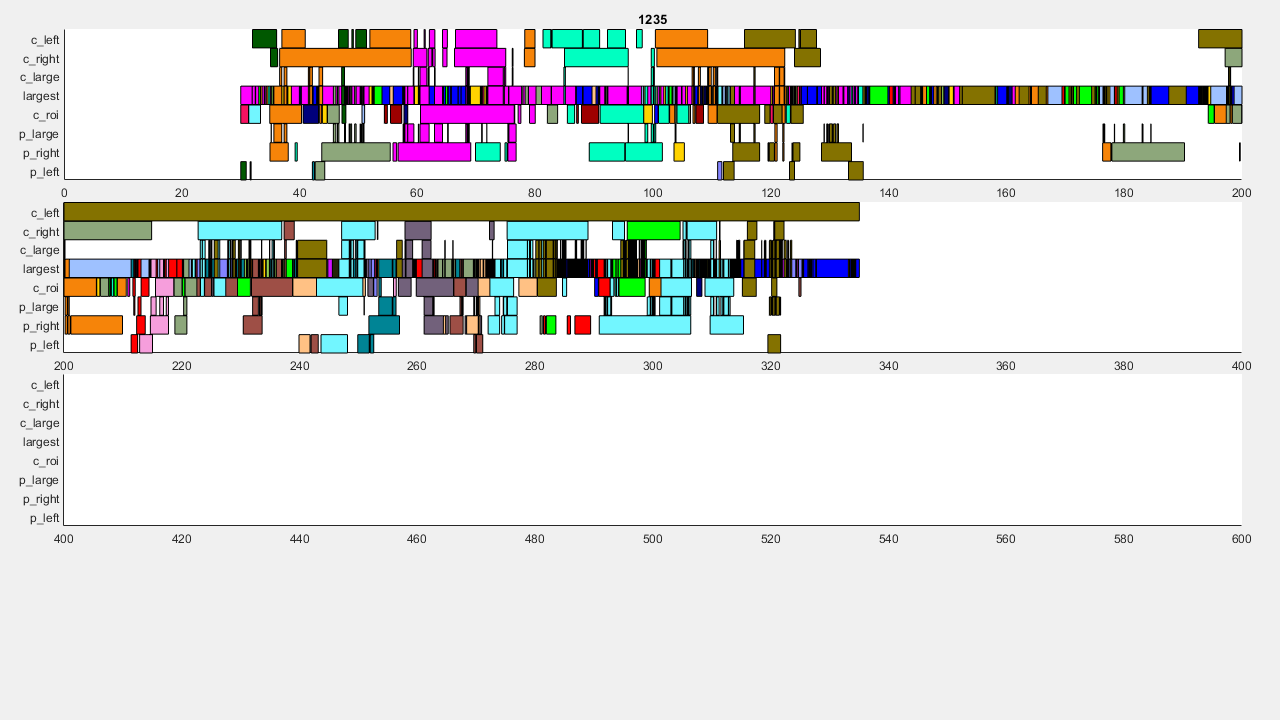 1235
c_left
c_right
c_large
largest
c_roi
p_large
p_right
p_left
0 20 40 60 80 100 120 140 160 180 200
c_left
c_right
c_large
largest
c_roi
p_large
p_right
p_left
200 220 240 260 280 300 320 340 360 380 400
c_left
c_right
c_large
largest
c_roi
p_large
p_right
p_left
400 420 440 460 480 500 520 540 560 580 600